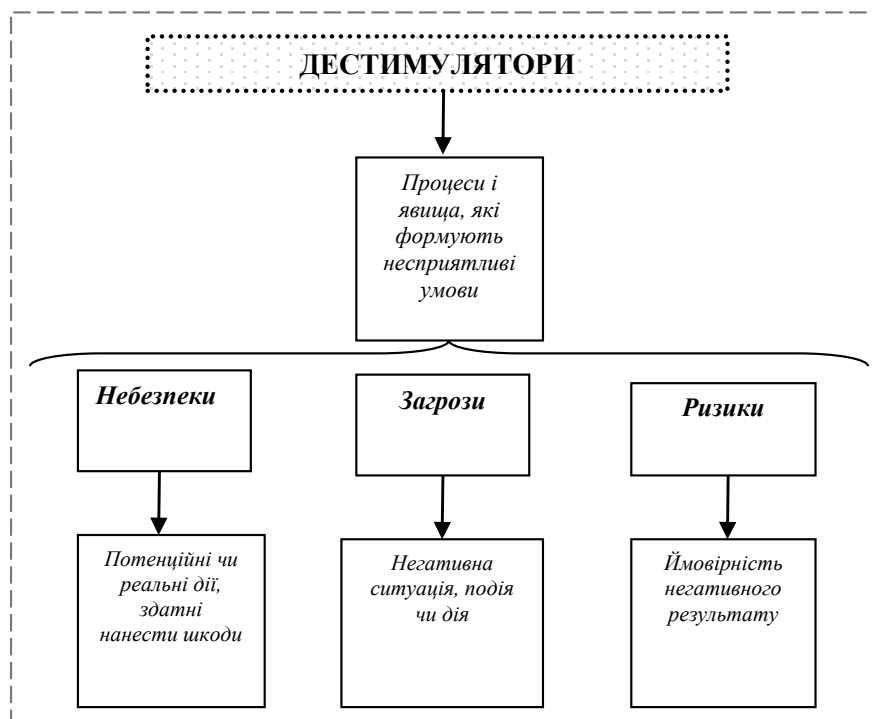 ДЕСТИМУЛЯТОРИ
Процеси і
явища, які
формують
несприятливі
умови
Небезпеки
Загрози
Ризики
Потенційні чи
реальні дії,
здатні
нанести шкоди
Негативна
ситуація, подія
чи дія
Ймовірність
негативного
результату